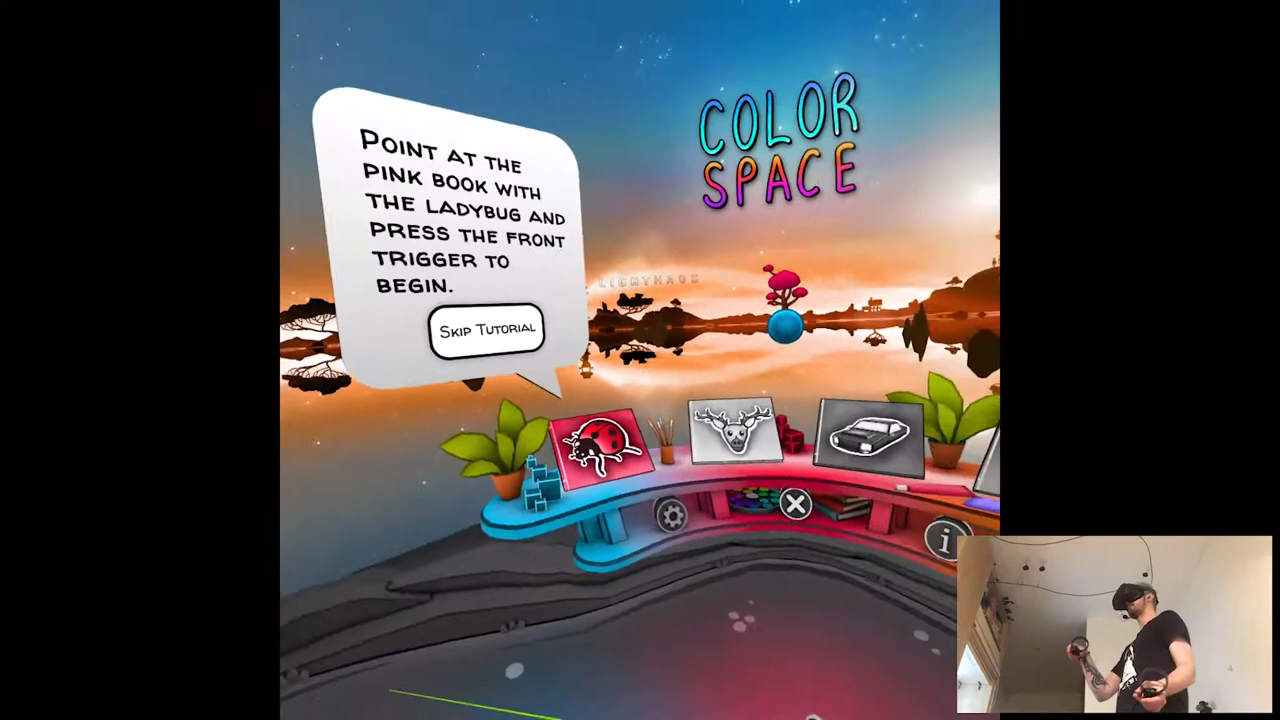 COLOR
SPACE
POINT AT THE
PINK BOOK WITH
THE LADYBUG AND
PRESS THE FRONT
TRIGGER TO
BEGIN.
SKIP TUTORIAL
LIGHTHAUS
i